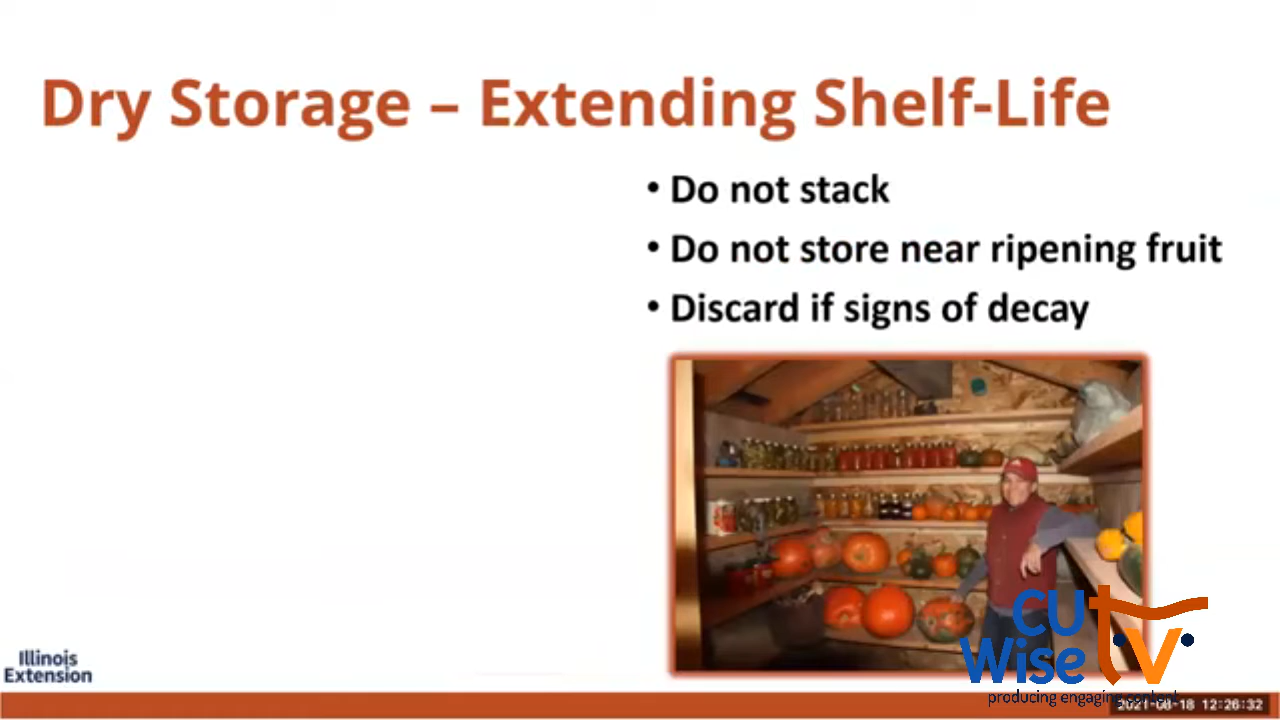 Dry Storage – Extending Shelf-Life
• Do not stack
• Do not store near ripening fruit
• Discard if signs of decay
Illinois
Extension
CU tv
Wise
producing engaging content
2021-08-18 12:26:32